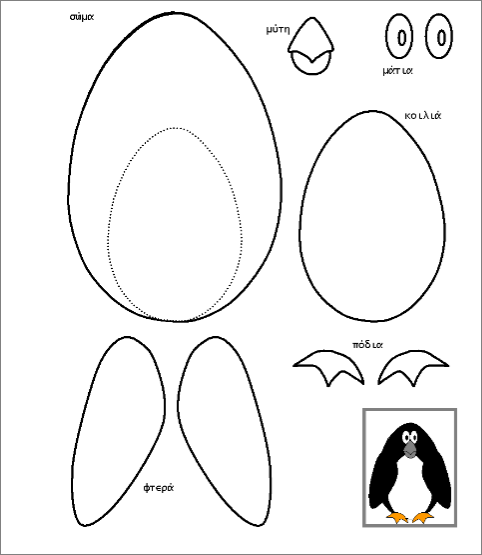 σώμα
μύτη
μάτια
κοιλιά
πόδια
φτερά